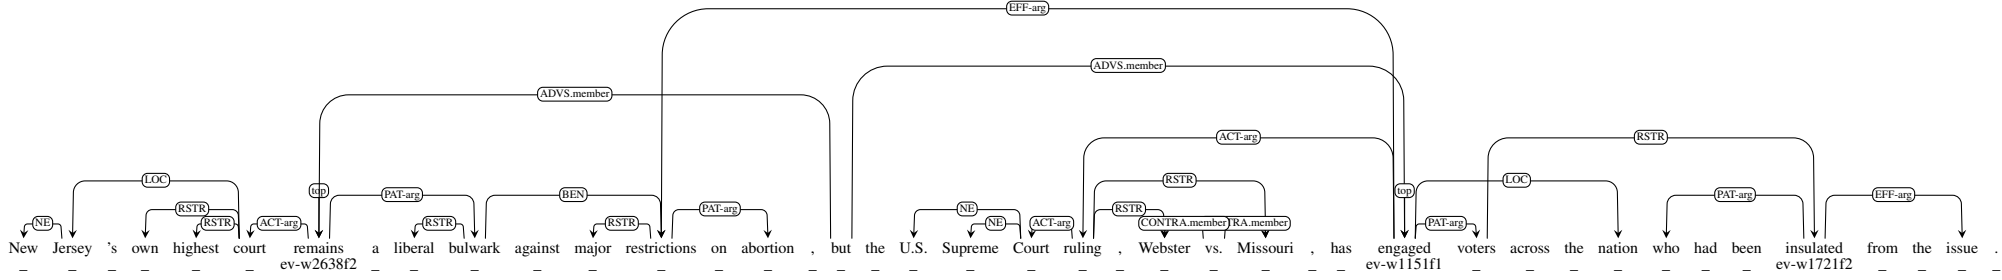 EFF-arg
ADVS.member
ADVS.member
ACT-arg RSTR
LOC top RSTR top LOC
PAT-arg BEN PAT-arg EFF-arg
RSTR PAT-arg NE RSTR
NE RSTR ACT-arg RSTR RSTR NE ACT-arg CONTRA.member TRA.member PAT-arg
New Jersey 's own highest court remains a liberal bulwark against major restrictions on abortion , but the U.S. Supreme Court ruling , Webster vs. Missouri , has engaged voters across the nation who had been insulated from the issue .
_ _ _ _ _ _ ev-w2638f2 _ _ _ _ _ _ _ _ _ _ _ _ _ _ _ _ _ _ _ _ _ ev-w1151f1 _ _ _ _ _ _ _ ev-w1721f2 _ _ _ _